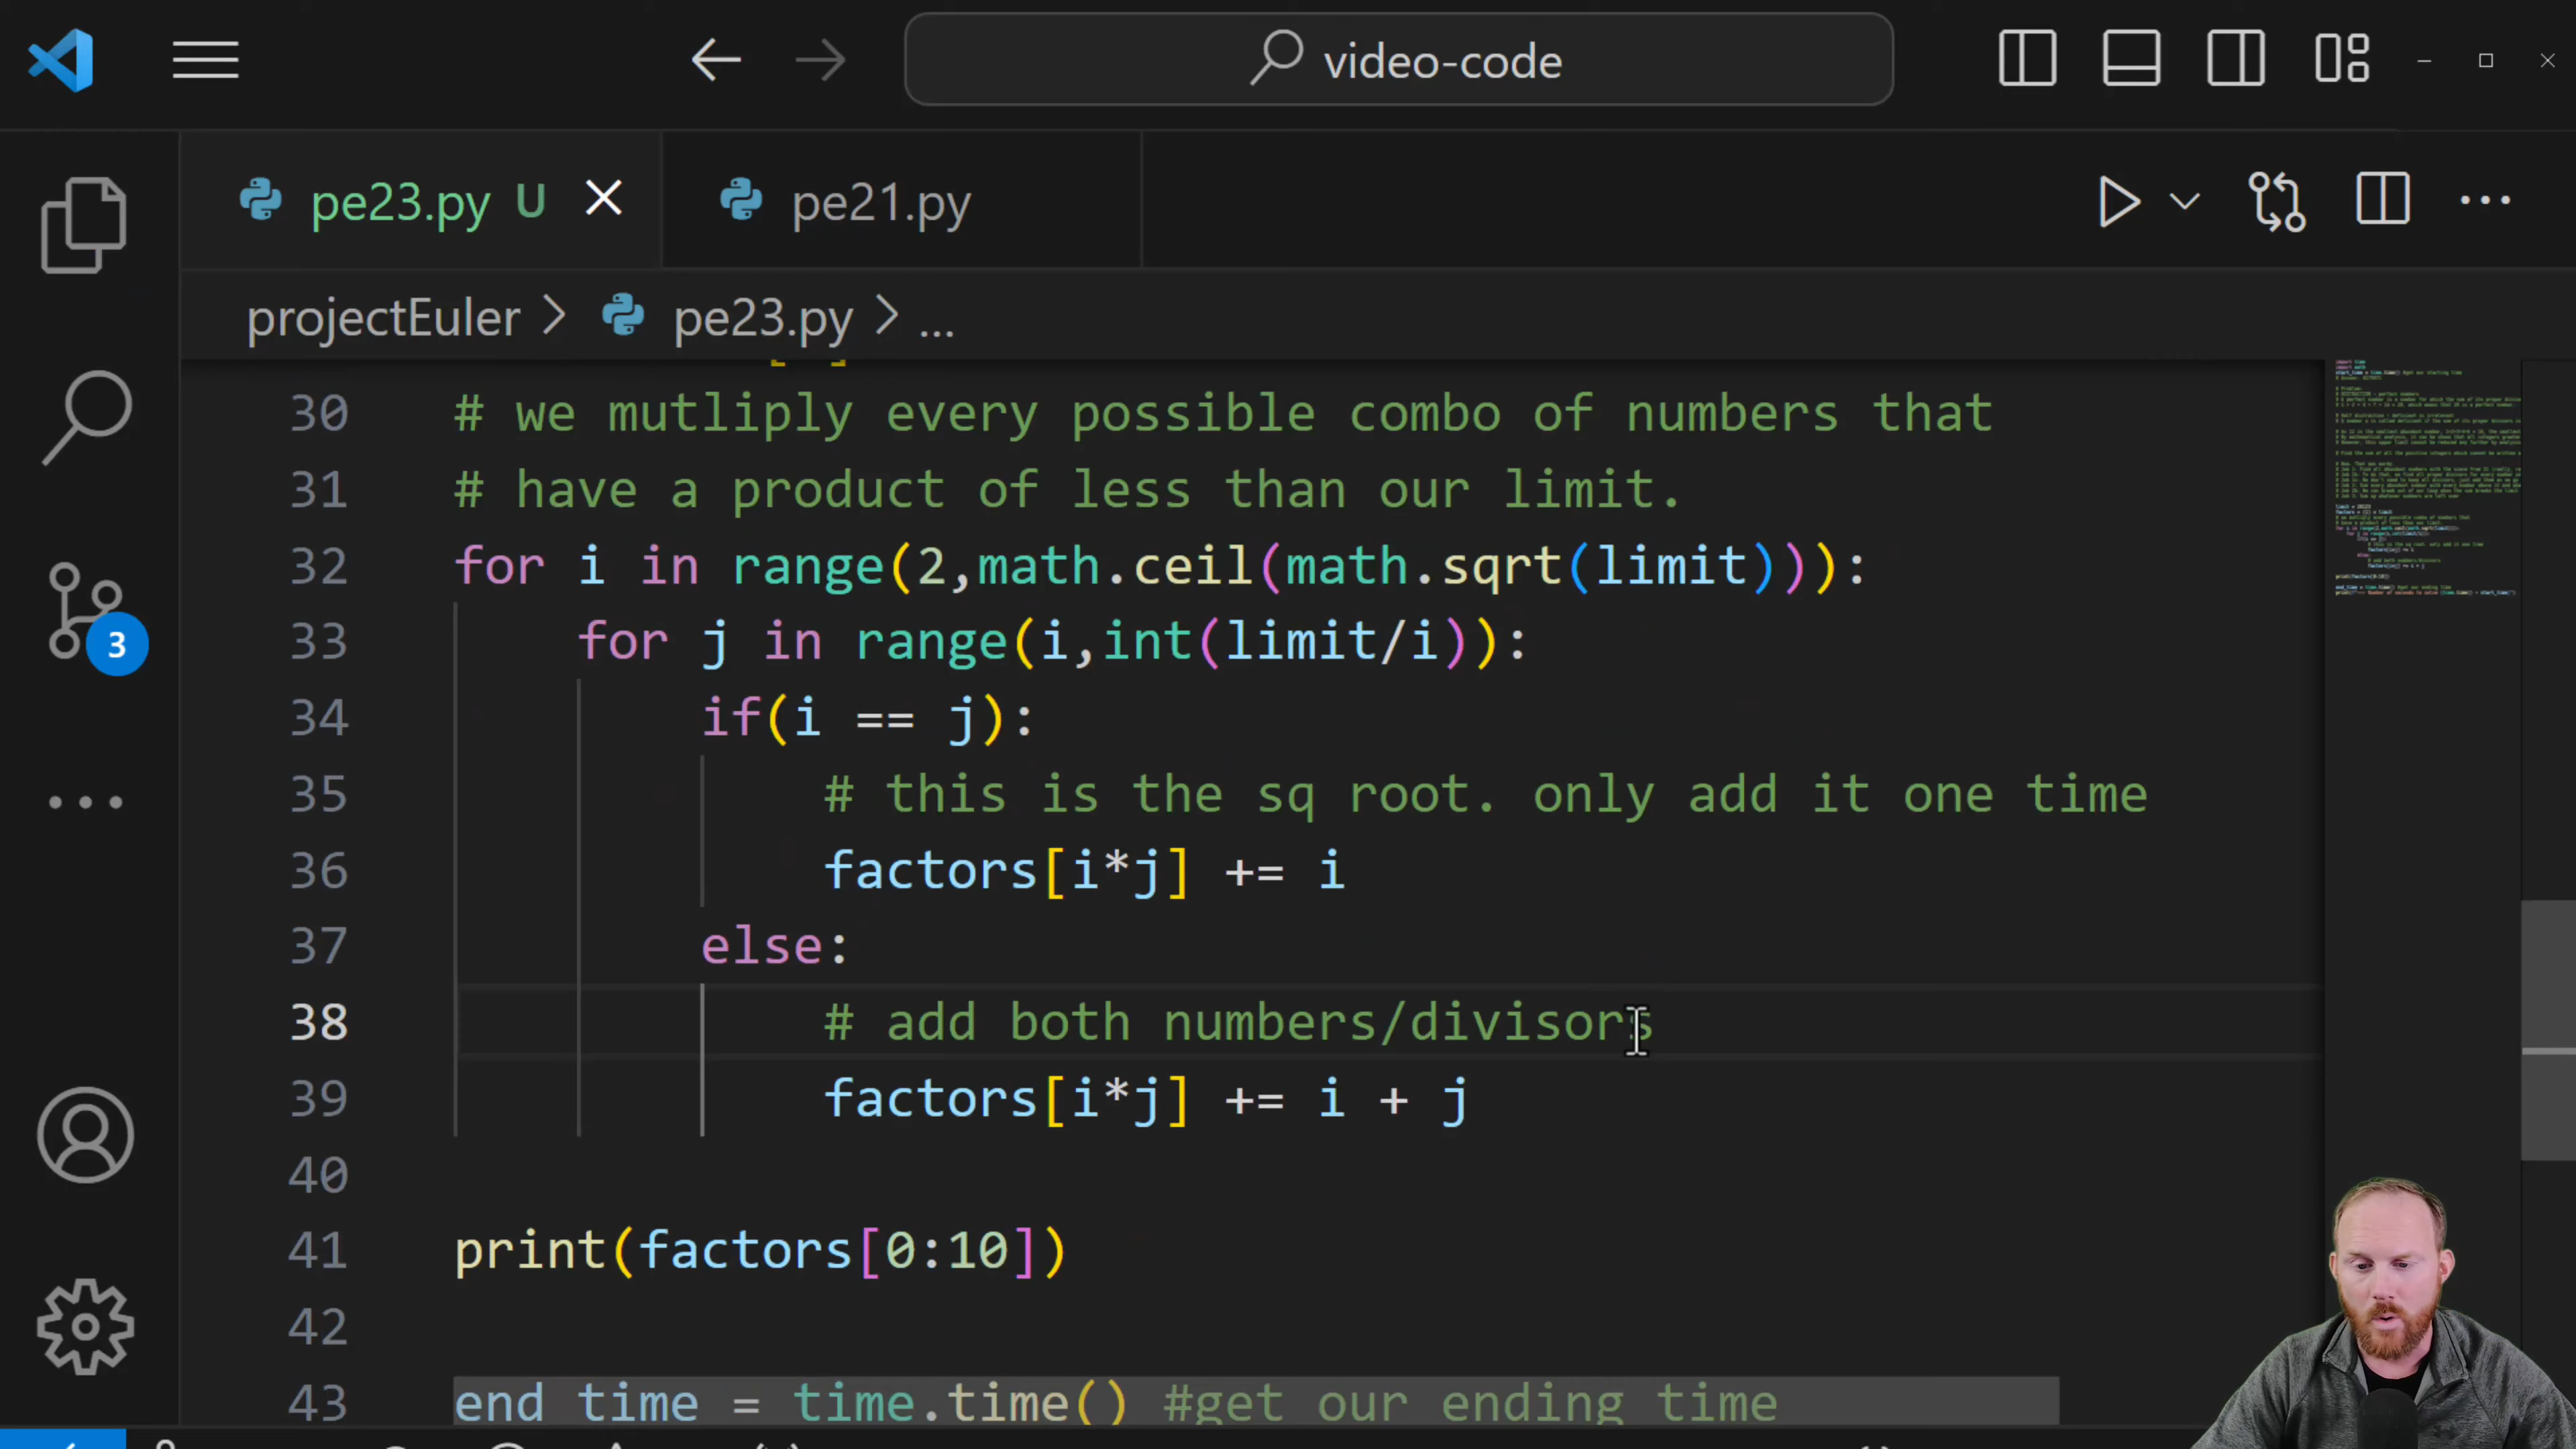 video-code
pe23.py U
pe21.py
projectEuler > pe23.py > ...
30 # we mutliply every possible combo of numbers that
31 # have a product of less than our limit.
32 for i in range(2,math.ceil(math.sqrt(limit))):
33 for j in range(i,int(limit/i)):
34 if(i == j):
35 # this is the sq root. only add it one time
36 factors[i*j] += i
37 else:
38 # add both numbers/divisors
39 factors[i*j] += i + j
40
41 print(factors[0:10])
42
43 end_time = time.time() #get our ending time
3